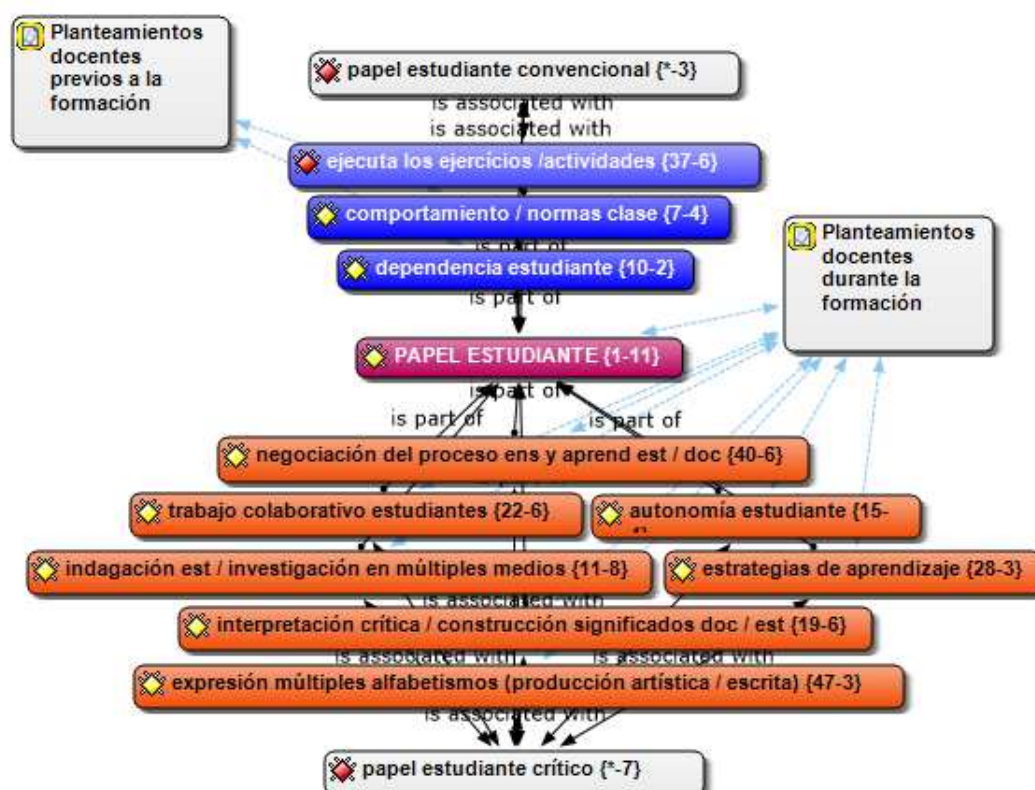 Planteamientos
docentes
previos a la
formación
papel estudiante convencional {*-3}
is associated with
is associated with
ejecuta los ejercicios /actividades {37-6}
comportamiento / normas clase {7-4}
is part of
dependencia estudiante {10-2}
is part of
Planteamientos
docentes
durante la
formación
PAPEL ESTUDIANTE {1-11}
is part of
is part of
is part of
negociación del proceso ens y aprend est / doc {40-6}
trabajo colaborativo estudiantes {22-6}
autonomía estudiante {15-
indagación est / investigación en múltiples medios {11-8}
estrategias de aprendizaje {28-3}
is associated with
interpretación crítica / construcción significados doc / est {19-6}
is associated with
is associated with
expresión múltiples alfabetismos (producción artística / escrita) {47-3}
is associated with
papel estudiante crítico {*-7}